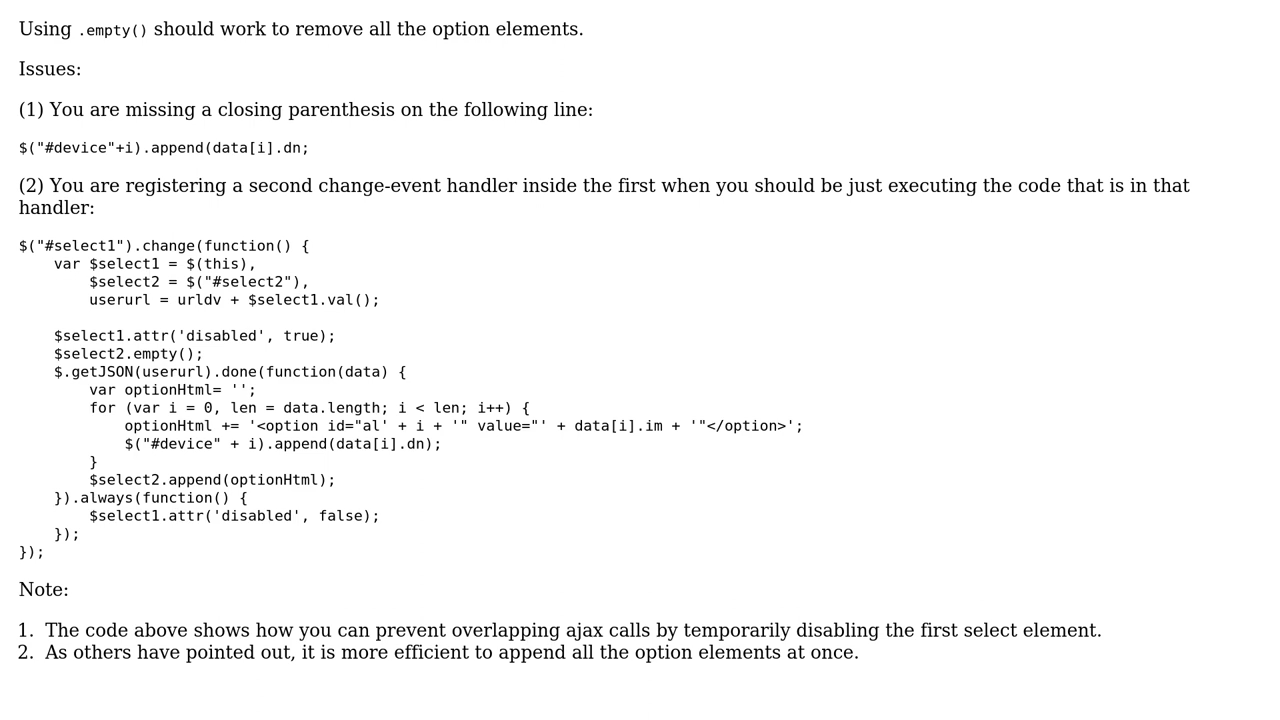 Using .empty() should work to remove all the option elements.
Issues:
(1) You are missing a closing parenthesis on the following line:
$("#device"+i).append(data[i].dn;
(2) You are registering a second change-event handler inside the first when you should be just executing the code that is in that
handler:
$("#select1").change(function() {
    var $select1 = $(this),
        $select2 = $("#select2"),
        userurl = urldv + $select1.val();

    $select1.attr('disabled', true);
    $select2.empty();
    $.getJSON(userurl).done(function(data) {
        var optionHtml= '';
        for (var i = 0, len = data.length; i < len; i++) {
            optionHtml += '<option id="al' + i + '" value="' + data[i].im + '"</option>';
            $("#device" + i).append(data[i].dn);
        }
        $select2.append(optionHtml);
    }).always(function() {
        $select1.attr('disabled', false);
    });
});
Note:
1. The code above shows how you can prevent overlapping ajax calls by temporarily disabling the first select element.
2. As others have pointed out, it is more efficient to append all the option elements at once.